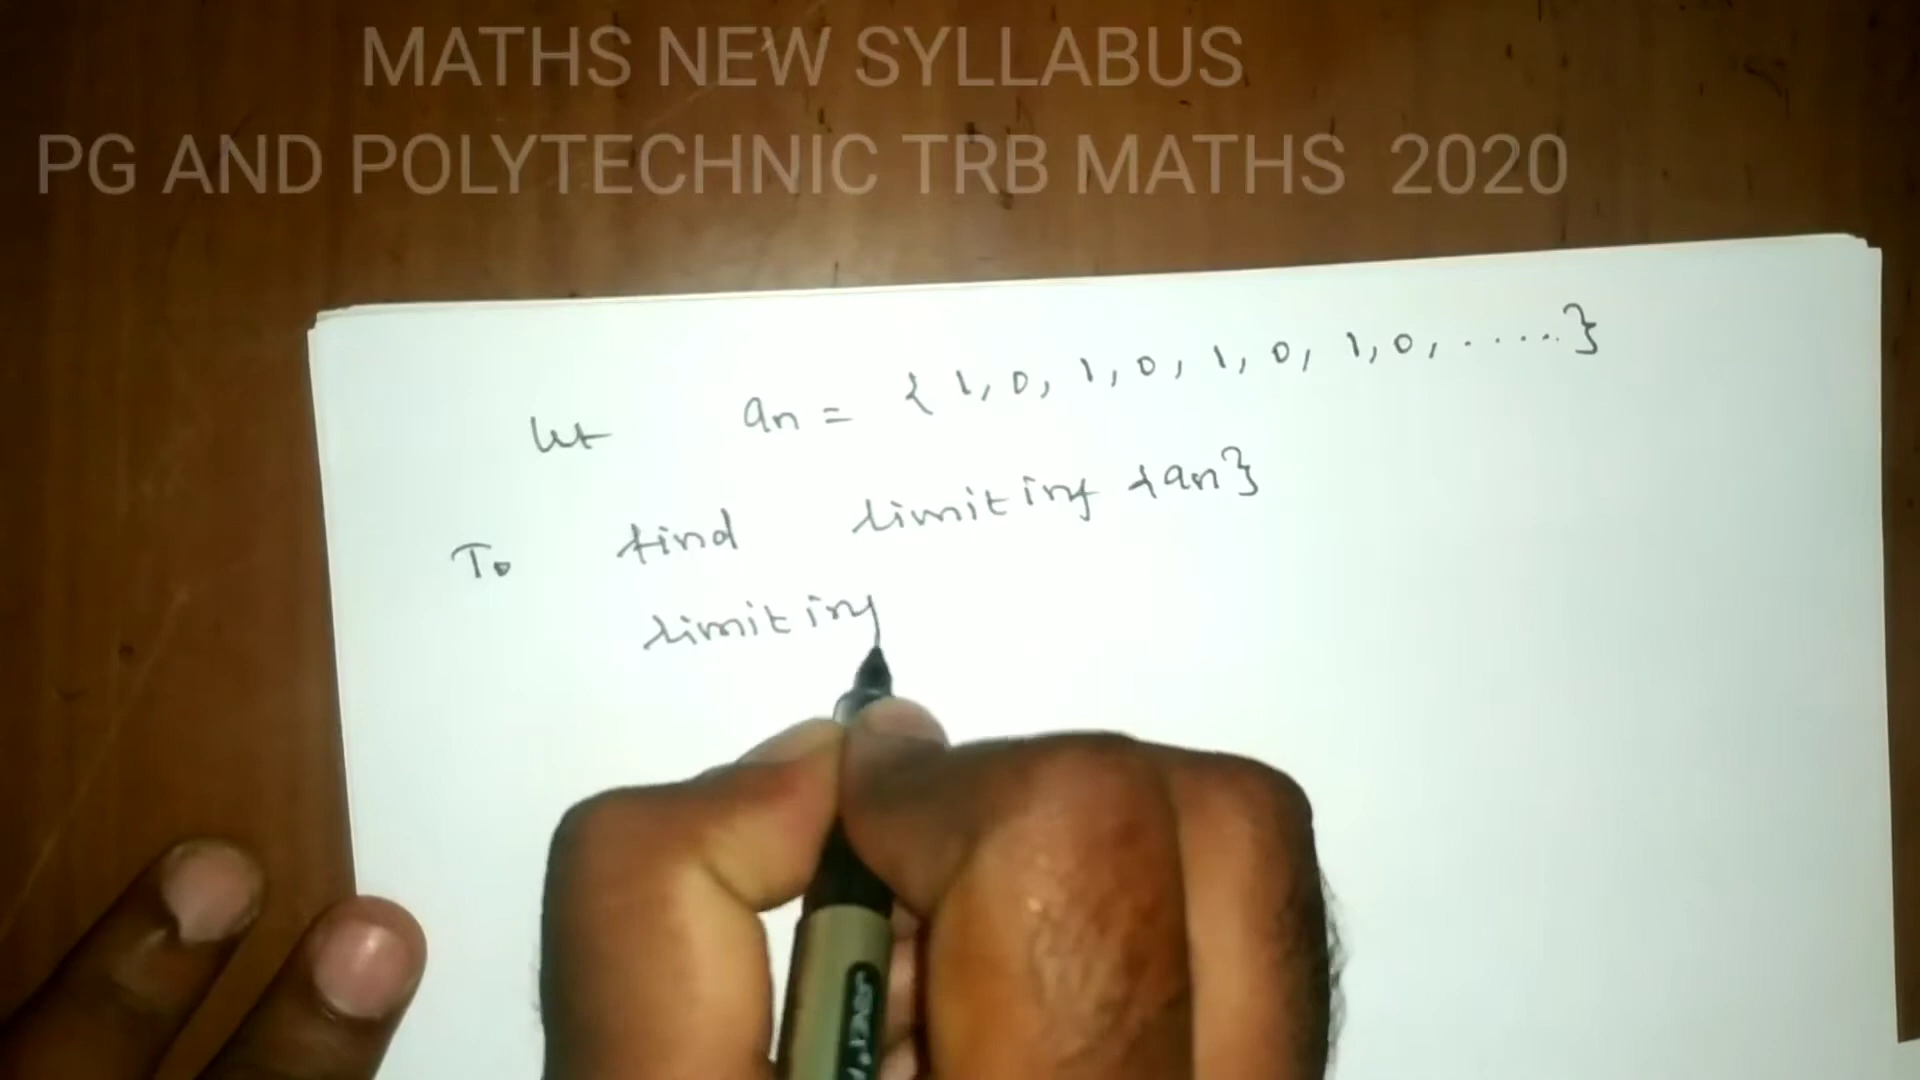 MATHS NEW SYLLABUS
PG AND POLYTECHNIC TRB MATHS 2020
let an = { 1, 0, 1, 0, 1, 0, 1, 0, ..... }
To find limiting {an}
limiting